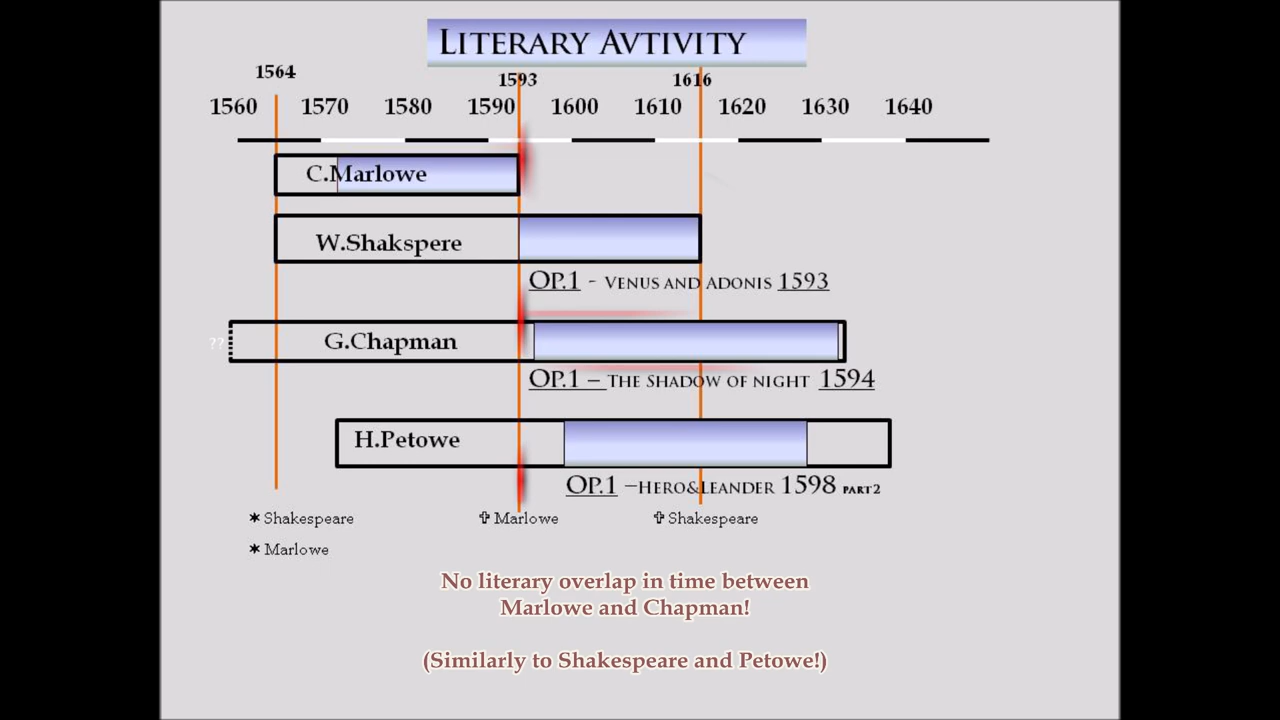 LITERARY AVTIVITY
1564 1593 1616
1560 1570 1580 1590 1600 1610 1620 1630 1640
C.Marlowe
W.Shakspere
OP.1 - VENUS AND ADONIS 1593
?? G.Chapman
OP.1 – THE SHADOW OF NIGHT 1594
H.Petowe
OP.1 –HERO&LEANDER 1598 PART2
✶ Shakespeare ✞ Marlowe ✞ Shakespeare
✶ Marlowe
No literary overlap in time between
Marlowe and Chapman!
(Similarly to Shakespeare and Petowe!)